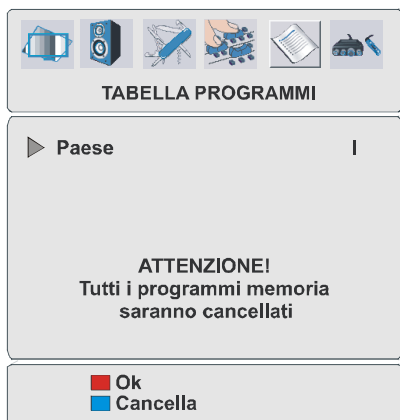 TABELLA PROGRAMMI
Paese I
ATTENZIONE!
Tutti i programmi memoria
saranno cancellati
Ok
Cancella